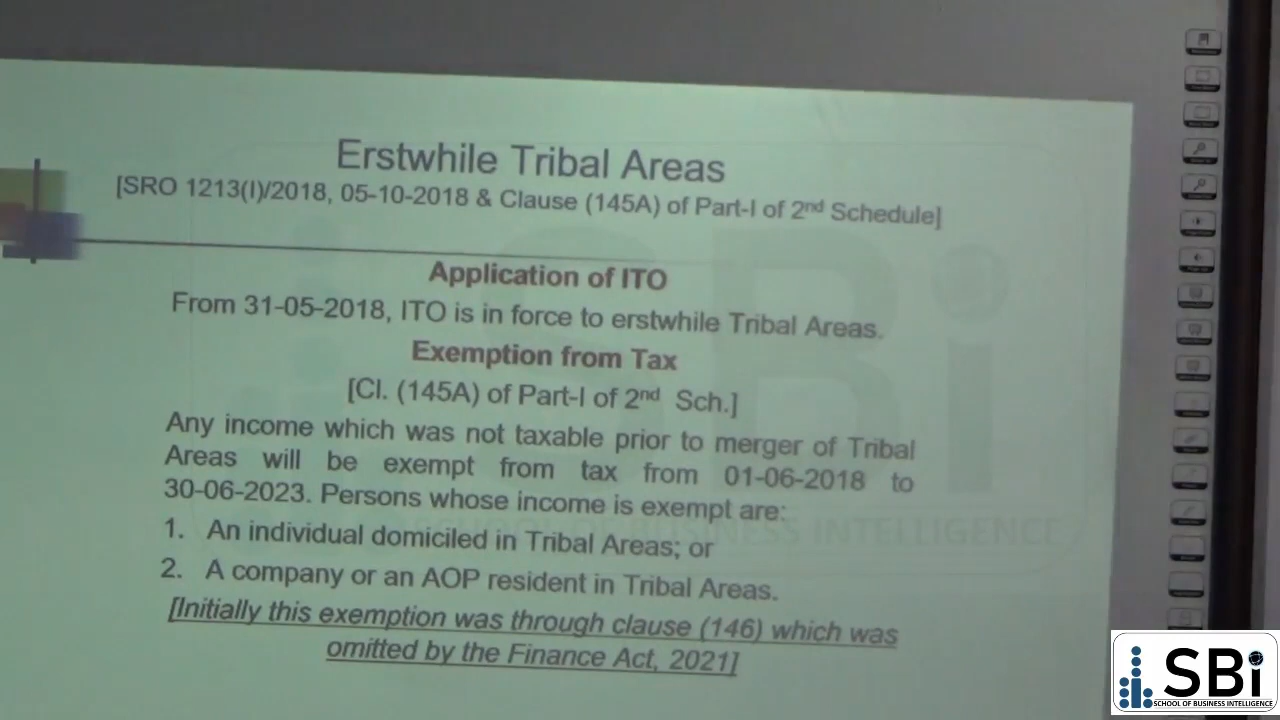 Erstwhile Tribal Areas
[SRO 1213(I)/2018, 05-10-2018 & Clause (145A) of Part-I of 2nd Schedule]
Application of ITO
From 31-05-2018, ITO is in force to erstwhile Tribal Areas.
Exemption from Tax
[Cl. (145A) of Part-I of 2nd Sch.]
Any income which was not taxable prior to merger of Tribal
Areas will be exempt from tax from 01-06-2018 to
30-06-2023. Persons whose income is exempt are:
1. An individual domiciled in Tribal Areas; or
2. A company or an AOP resident in Tribal Areas.
[Initially this exemption was through clause (146) which was
omitted by the Finance Act, 2021]
SBi
SCHOOL OF BUSINESS INTELLIGENCE
SBi
SCHOOL OF BUSINESS INTELLIGENCE